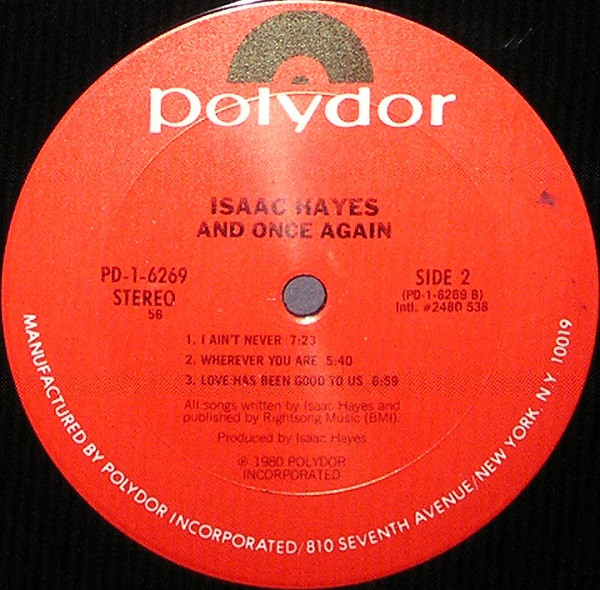 polydor
ISAAC HAYES
AND ONCE AGAIN
PD-1-6269
STEREO
56
SIDE 2
(PD-1-6269 B)
Intl. #2480 538
1. I AIN'T NEVER 7:23
2. WHEREVER YOU ARE 5:40
3. LOVE HAS BEEN GOOD TO US 6:59
All songs written by Isaac Hayes and
published by Rightsong Music (BMI).
Produced by Isaac Hayes
℗ 1980 POLYDOR
INCORPORATED
MANUFACTURED BY POLYDOR INCORPORATED/810 SEVENTH AVENUE/NEW YORK, N.Y. 10019